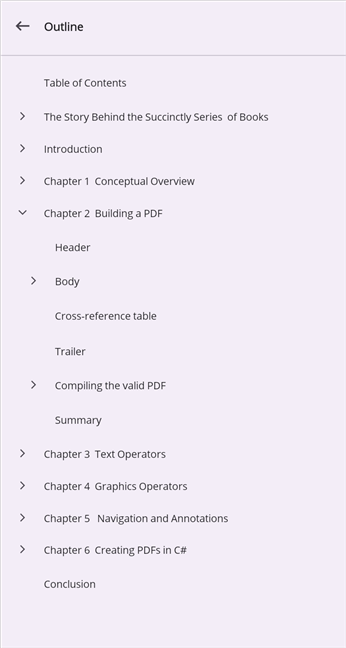 Outline
Table of Contents
The Story Behind the Succinctly Series  of Books
Introduction
Chapter 1  Conceptual Overview
Chapter 2  Building a PDF
Header
Body
Cross-reference table
Trailer
Compiling the valid PDF
Summary
Chapter 3  Text Operators
Chapter 4  Graphics Operators
Chapter 5   Navigation and Annotations
Chapter 6  Creating PDFs in C#
Conclusion